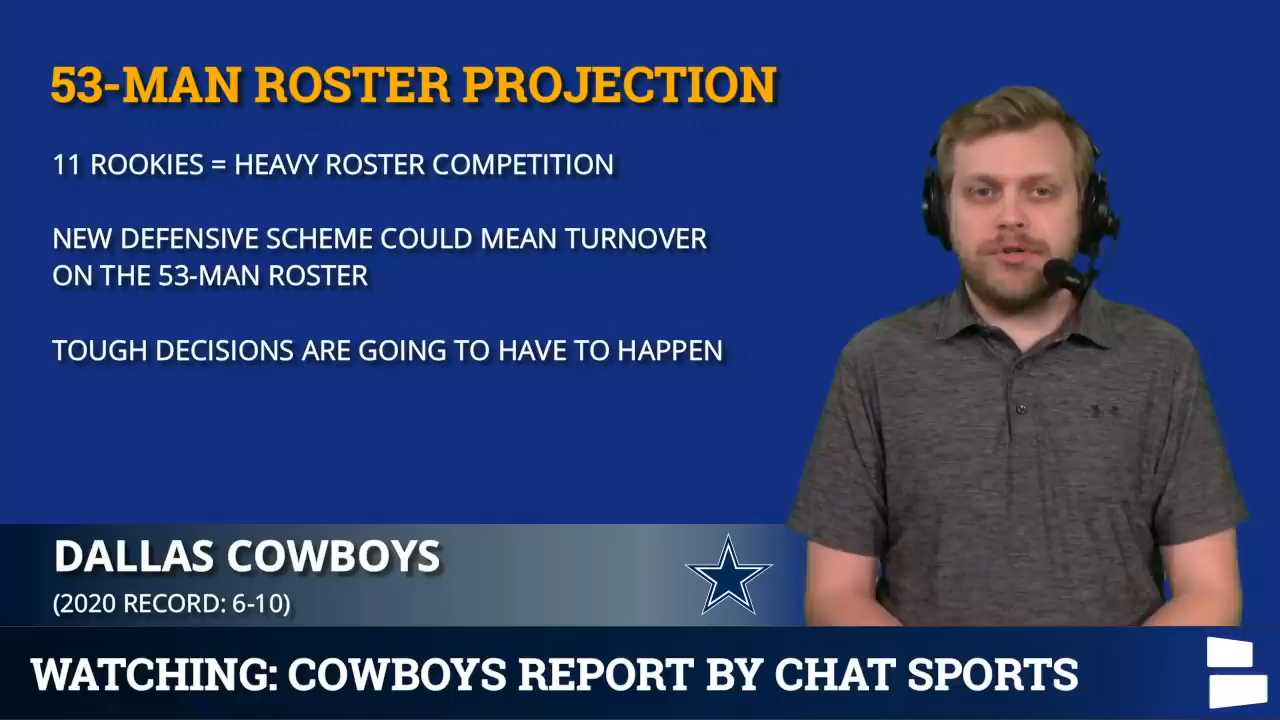 53-MAN ROSTER PROJECTION
11 ROOKIES = HEAVY ROSTER COMPETITION
NEW DEFENSIVE SCHEME COULD MEAN TURNOVER
ON THE 53-MAN ROSTER
TOUGH DECISIONS ARE GOING TO HAVE TO HAPPEN
DALLAS COWBOYS
(2020 RECORD: 6-10)
WATCHING: COWBOYS REPORT BY CHAT SPORTS